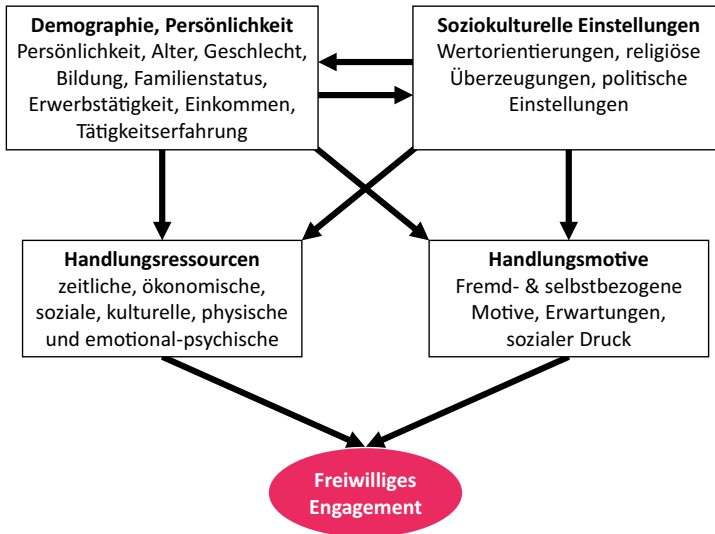 Demographie, Persönlichkeit
Persönlichkeit, Alter, Geschlecht,
Bildung, Familienstatus,
Erwerbstätigkeit, Einkommen,
Tätigkeitserfahrung
Soziokulturelle Einstellungen
Wertorientierungen, religiöse
Überzeugungen, politische
Einstellungen
Handlungsressourcen
zeitliche, ökonomische,
soziale, kulturelle, physische
und emotional-psychische
Handlungsmotive
Fremd- & selbstbezogene
Motive, Erwartungen,
sozialer Druck
Freiwilliges
Engagement